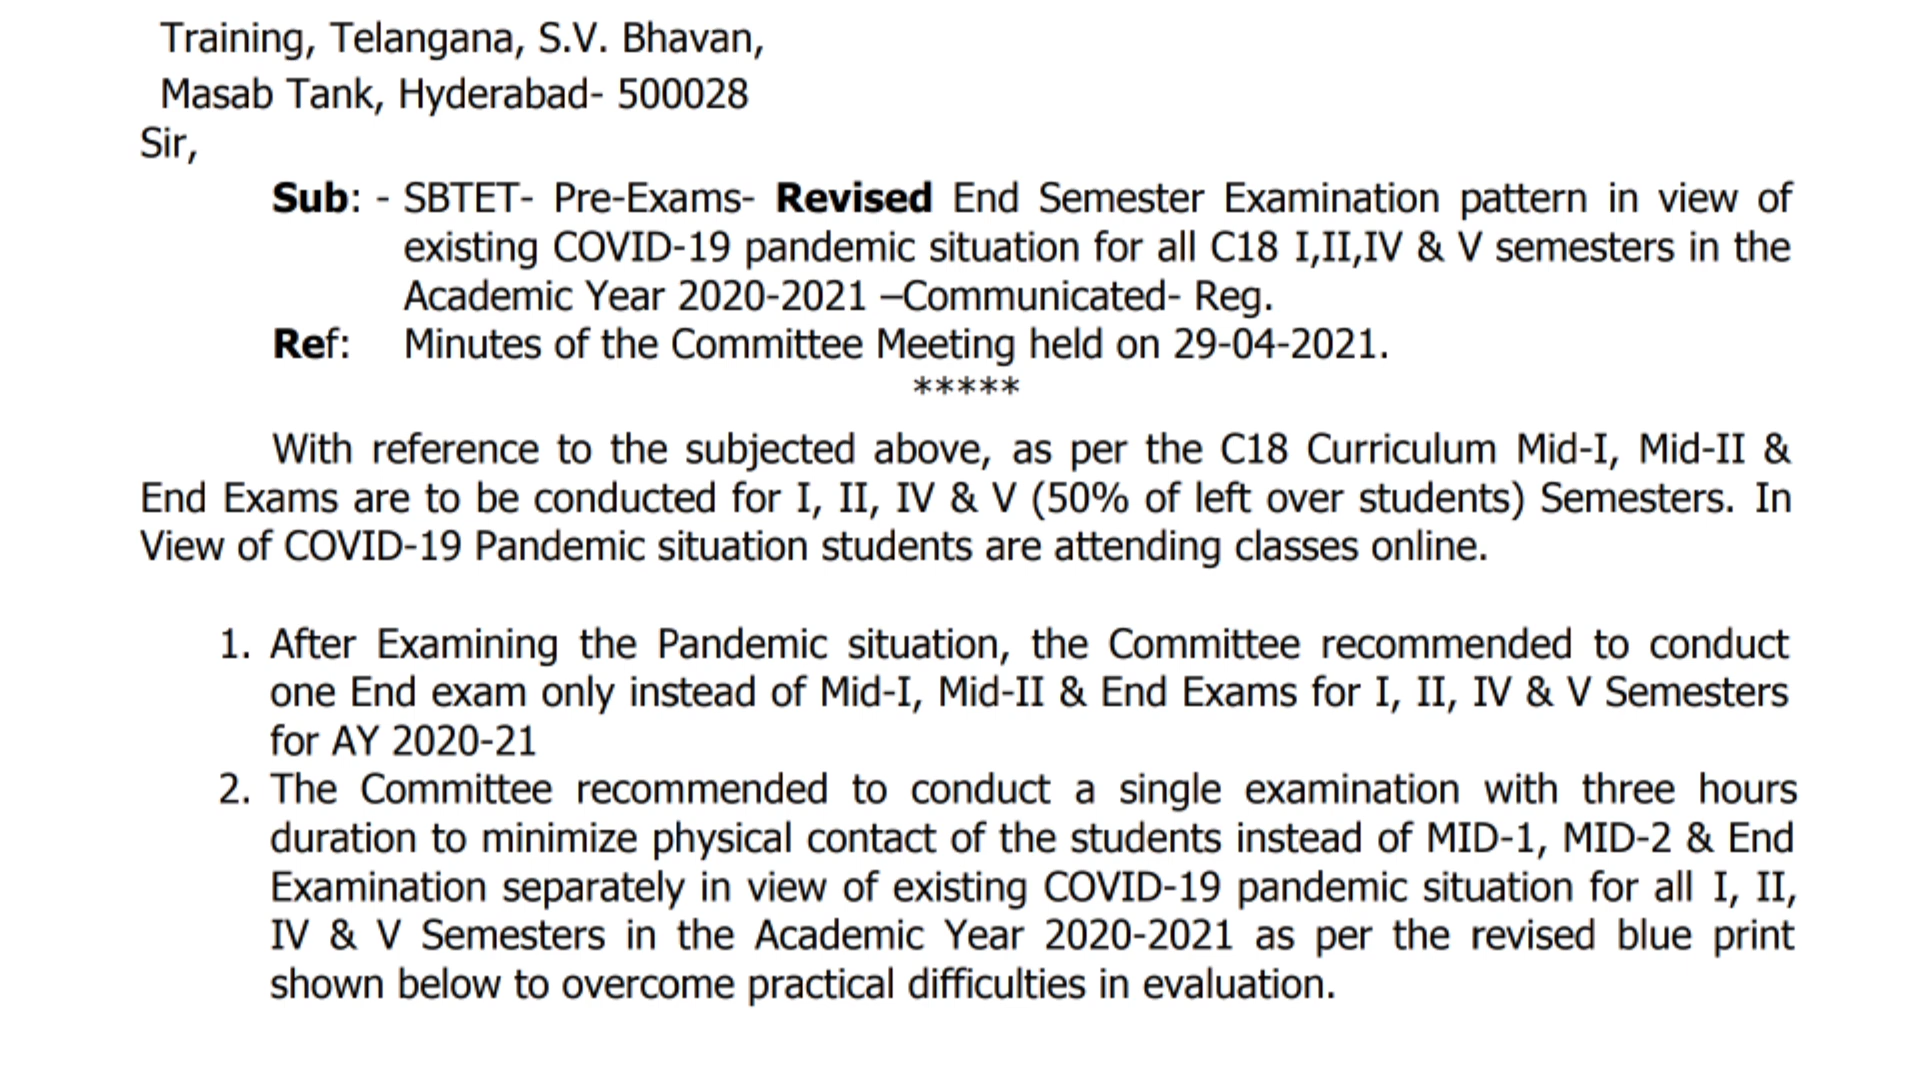 Training, Telangana, S.V. Bhavan,
Masab Tank, Hyderabad- 500028
Sir,
Sub: - SBTET- Pre-Exams- Revised End Semester Examination pattern in view of
existing COVID-19 pandemic situation for all C18 I,II,IV & V semesters in the
Academic Year 2020-2021 –Communicated- Reg.
Ref: Minutes of the Committee Meeting held on 29-04-2021.
*****
With reference to the subjected above, as per the C18 Curriculum Mid-I, Mid-II &
End Exams are to be conducted for I, II, IV & V (50% of left over students) Semesters. In
View of COVID-19 Pandemic situation students are attending classes online.
1. After Examining the Pandemic situation, the Committee recommended to conduct
one End exam only instead of Mid-I, Mid-II & End Exams for I, II, IV & V Semesters
for AY 2020-21
2. The Committee recommended to conduct a single examination with three hours
duration to minimize physical contact of the students instead of MID-1, MID-2 & End
Examination separately in view of existing COVID-19 pandemic situation for all I, II,
IV & V Semesters in the Academic Year 2020-2021 as per the revised blue print
shown below to overcome practical difficulties in evaluation.